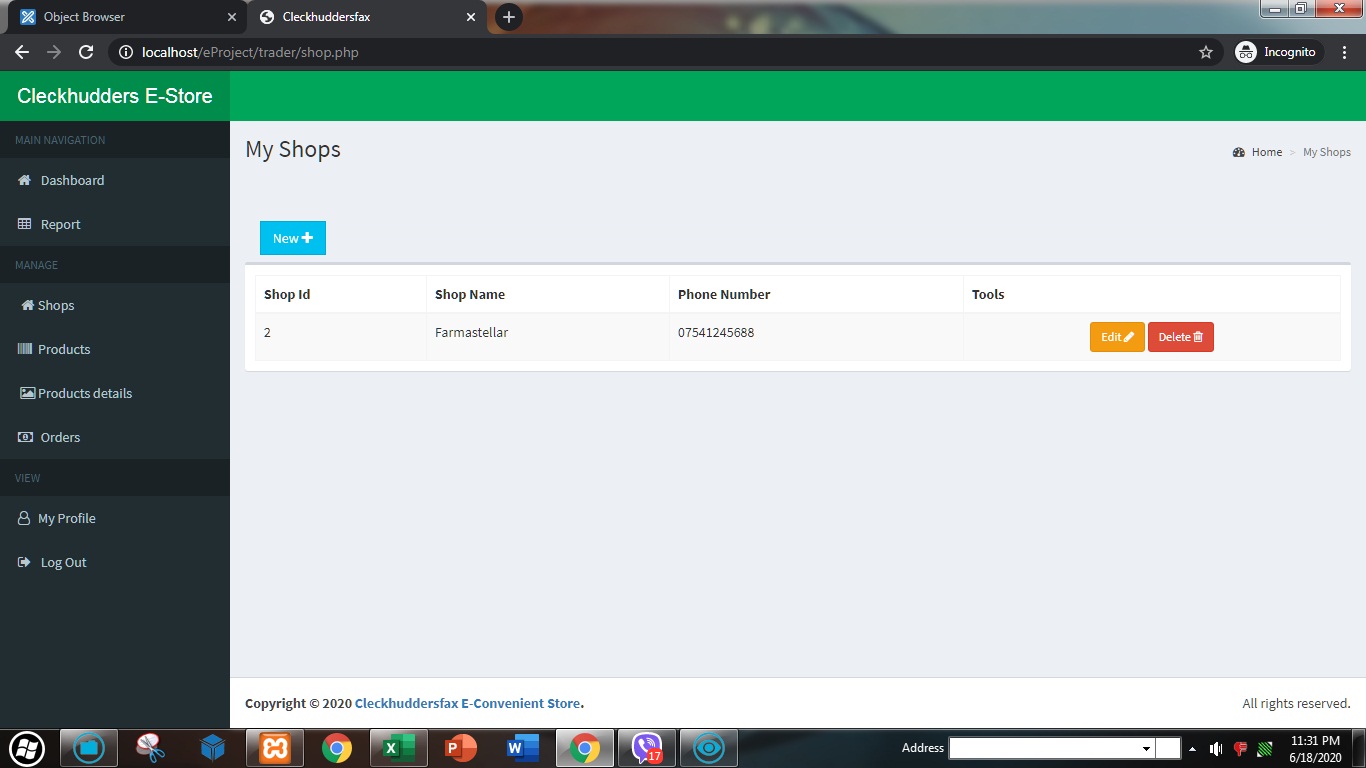 Object Browser
Cleckhuddersfax
localhost/eProject/trader/shop.php
Incognito
Cleckhudders E-Store
MAIN NAVIGATION
Dashboard
Report
MANAGE
Shops
Products
Products details
Orders
VIEW
My Profile
Log Out
My Shops
Home > My Shops
New
Shop Id Shop Name Phone Number Tools
2 Farmastellar 07541245688 Edit Delete
Copyright © 2020 Cleckhuddersfax E-Convenient Store.
All rights reserved.
17
Address
11:31 PM
6/18/2020